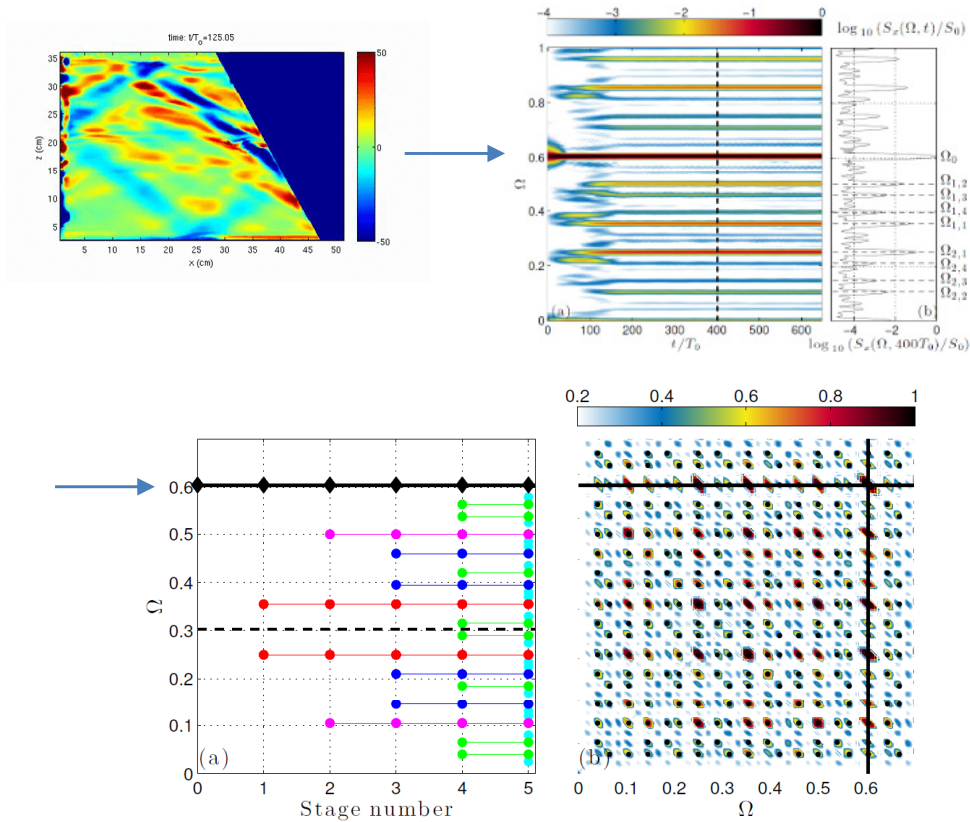 time: t/T_o=125.05
35
30
25
20
15
10
5
z (cm)
5 10 15 20 25 30 35 40 45 50
x (cm)
50
0
-50
−4 −3 −2 −1 0
log₁₀(Sₓ(Ω,t)/S₀)
1
0.8
0.6
0.4
0.2
0
Ω
0 100 200 300 400 500 600
t/T₀
(a)
Ω₀
Ω₁,₂
Ω₁,₃
Ω₁,₄
Ω₁,₁
Ω₂,₁
Ω₂,₄
Ω₂,₃
Ω₂,₂
(b)
−4 −2 0
log₁₀(Sₓ(Ω,400T₀)/S₀)
0.6
0.5
0.4
0.3
0.2
0.1
0
Ω
(a)
0 1 2 3 4 5
Stage number
0.2 0.4 0.6 0.8 1
(b)
0 0.1 0.2 0.3 0.4 0.5 0.6
Ω